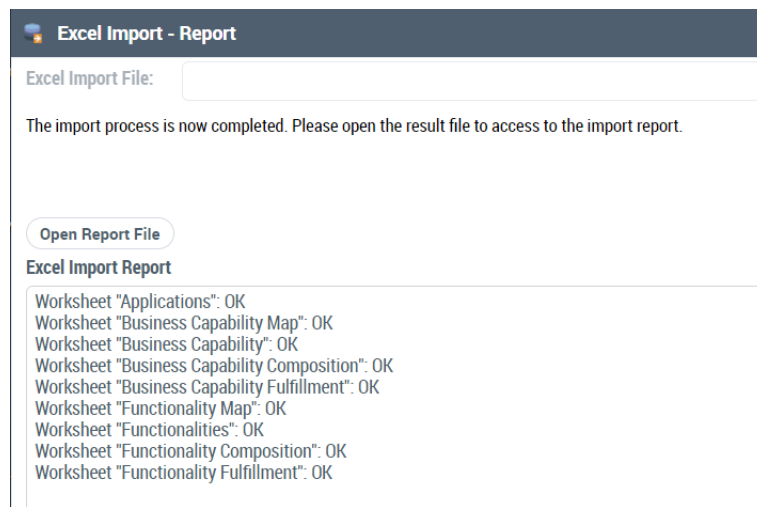 Excel Import - Report
Excel Import File:
The import process is now completed. Please open the result file to access to the import report.
Open Report File
Excel Import Report
Worksheet "Applications": OK
Worksheet "Business Capability Map": OK
Worksheet "Business Capability": OK
Worksheet "Business Capability Composition": OK
Worksheet "Business Capability Fulfillment": OK
Worksheet "Functionality Map": OK
Worksheet "Functionalities": OK
Worksheet "Functionality Composition": OK
Worksheet "Functionality Fulfillment": OK